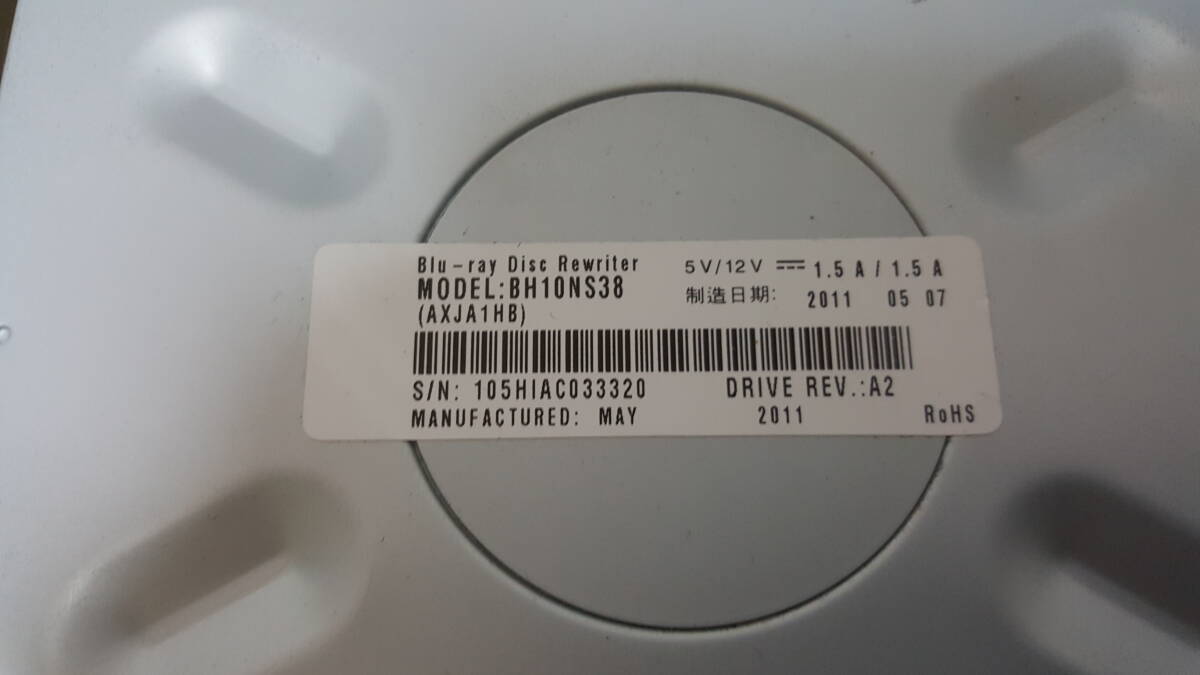 Blu-ray Disc Rewriter
MODEL:BH10NS38
(AXJA1HB)
5V/12V ⎓ 1.5 A / 1.5 A
制造日期: 2011 05 07
S/N: 105HIAC033320 DRIVE REV.:A2
MANUFACTURED: MAY 2011 RoHS